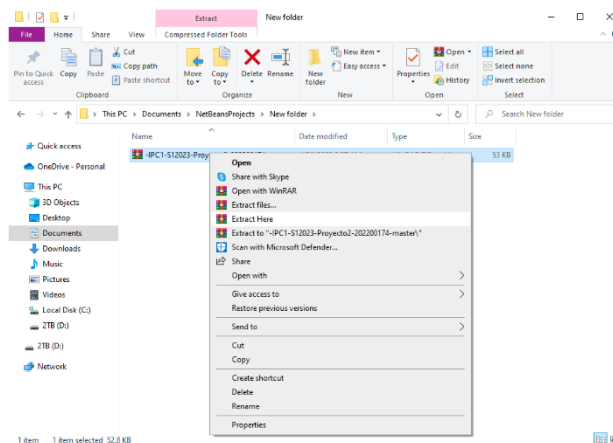 Extract
New folder
File
Home
Share
View
Compressed Folder Tools
Pin to Quick access
Copy
Paste
Cut
Copy path
Paste shortcut
Clipboard
Move to
Copy to
Delete
Rename
Organize
New folder
New item
Easy access
New
Properties
Open
Edit
History
Open
Select all
Select none
Invert selection
Select
This PC > Documents > NetBeansProjects > New folder >
Search New folder
Name
Date modified
Type
Size
Quick access
OneDrive - Personal
This PC
3D Objects
Desktop
Documents
Downloads
Music
Pictures
Videos
Local Disk (C:)
2TB (D:)
2TB (D:)
Network
-IPC1-S12023-Proy
53 KB
Open
Share with Skype
Open with WinRAR
Extract files...
Extract Here
Extract to "-IPC1-S12023-Proyecto2-202200174-master\"
Scan with Microsoft Defender...
Share
Open with
Give access to
Restore previous versions
Send to
Cut
Copy
Create shortcut
Delete
Rename
Properties
1 item
1 item selected 52.8 KB